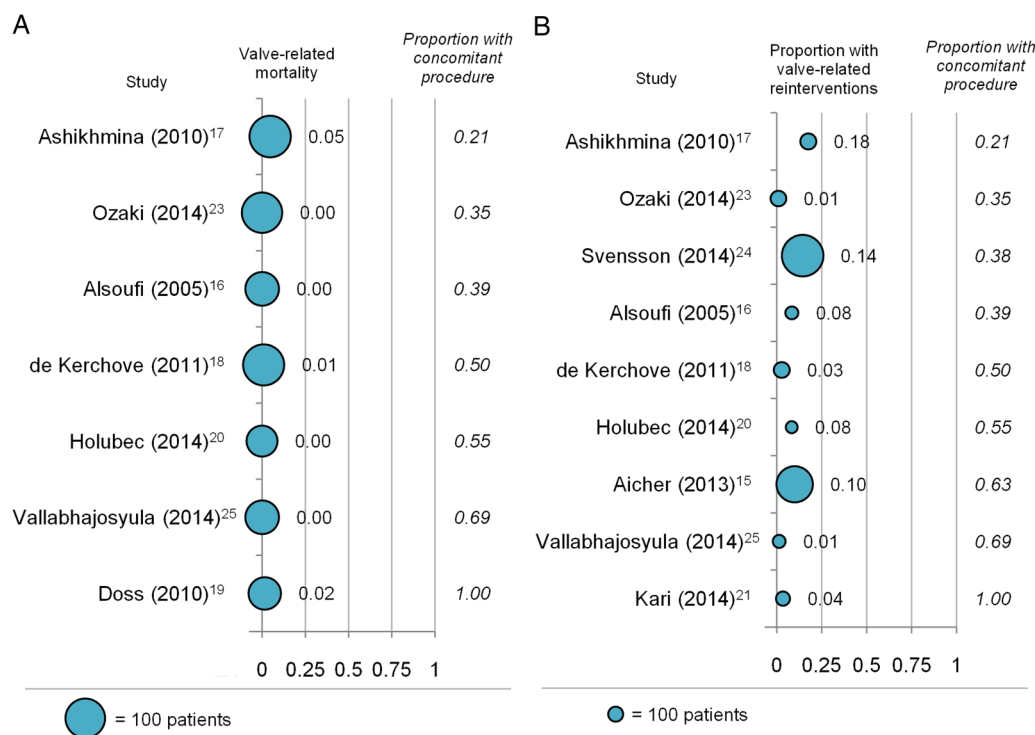 A
Study
Valve-related
mortality
Proportion with
concomitant
procedure
Ashikhmina (2010)17 0.05 0.21
Ozaki (2014)23 0.00 0.35
Alsoufi (2005)16 0.00 0.39
de Kerchove (2011)18 0.01 0.50
Holubec (2014)20 0.00 0.55
Vallabhajosyula (2014)25 0.00 0.69
Doss (2010)19 0.02 1.00
0 0.25 0.5 0.75 1
= 100 patients
B
Study
Proportion with
valve-related
reinterventions
Proportion with
concomitant
procedure
Ashikhmina (2010)17 0.18 0.21
Ozaki (2014)23 0.01 0.35
Svensson (2014)24 0.14 0.38
Alsoufi (2005)16 0.08 0.39
de Kerchove (2011)18 0.03 0.50
Holubec (2014)20 0.08 0.55
Aicher (2013)15 0.10 0.63
Vallabhajosyula (2014)25 0.01 0.69
Kari (2014)21 0.04 1.00
0 0.25 0.5 0.75 1
= 100 patients